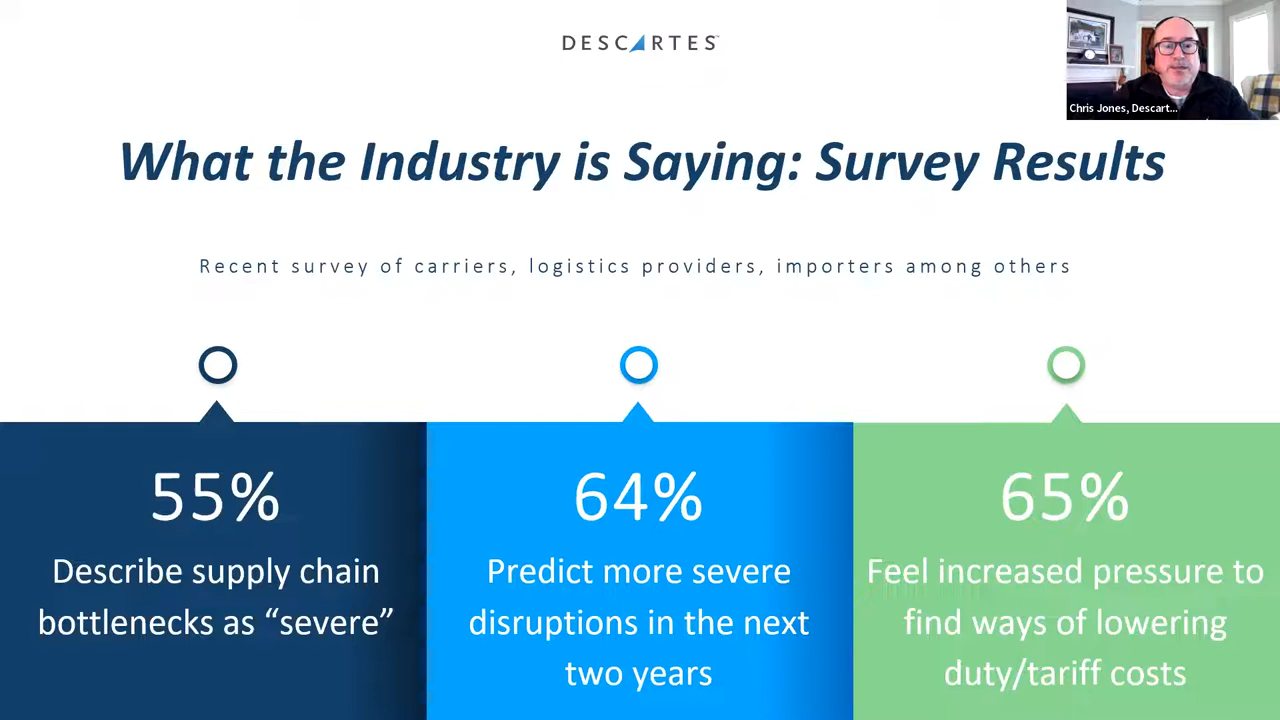 DESCARTES™
Chris Jones, Descart...
What the Industry is Saying: Survey Results
Recent survey of carriers, logistics providers, importers among others
55%
Describe supply chain
bottlenecks as “severe”
64%
Predict more severe
disruptions in the next
two years
65%
Feel increased pressure to
find ways of lowering
duty/tariff costs